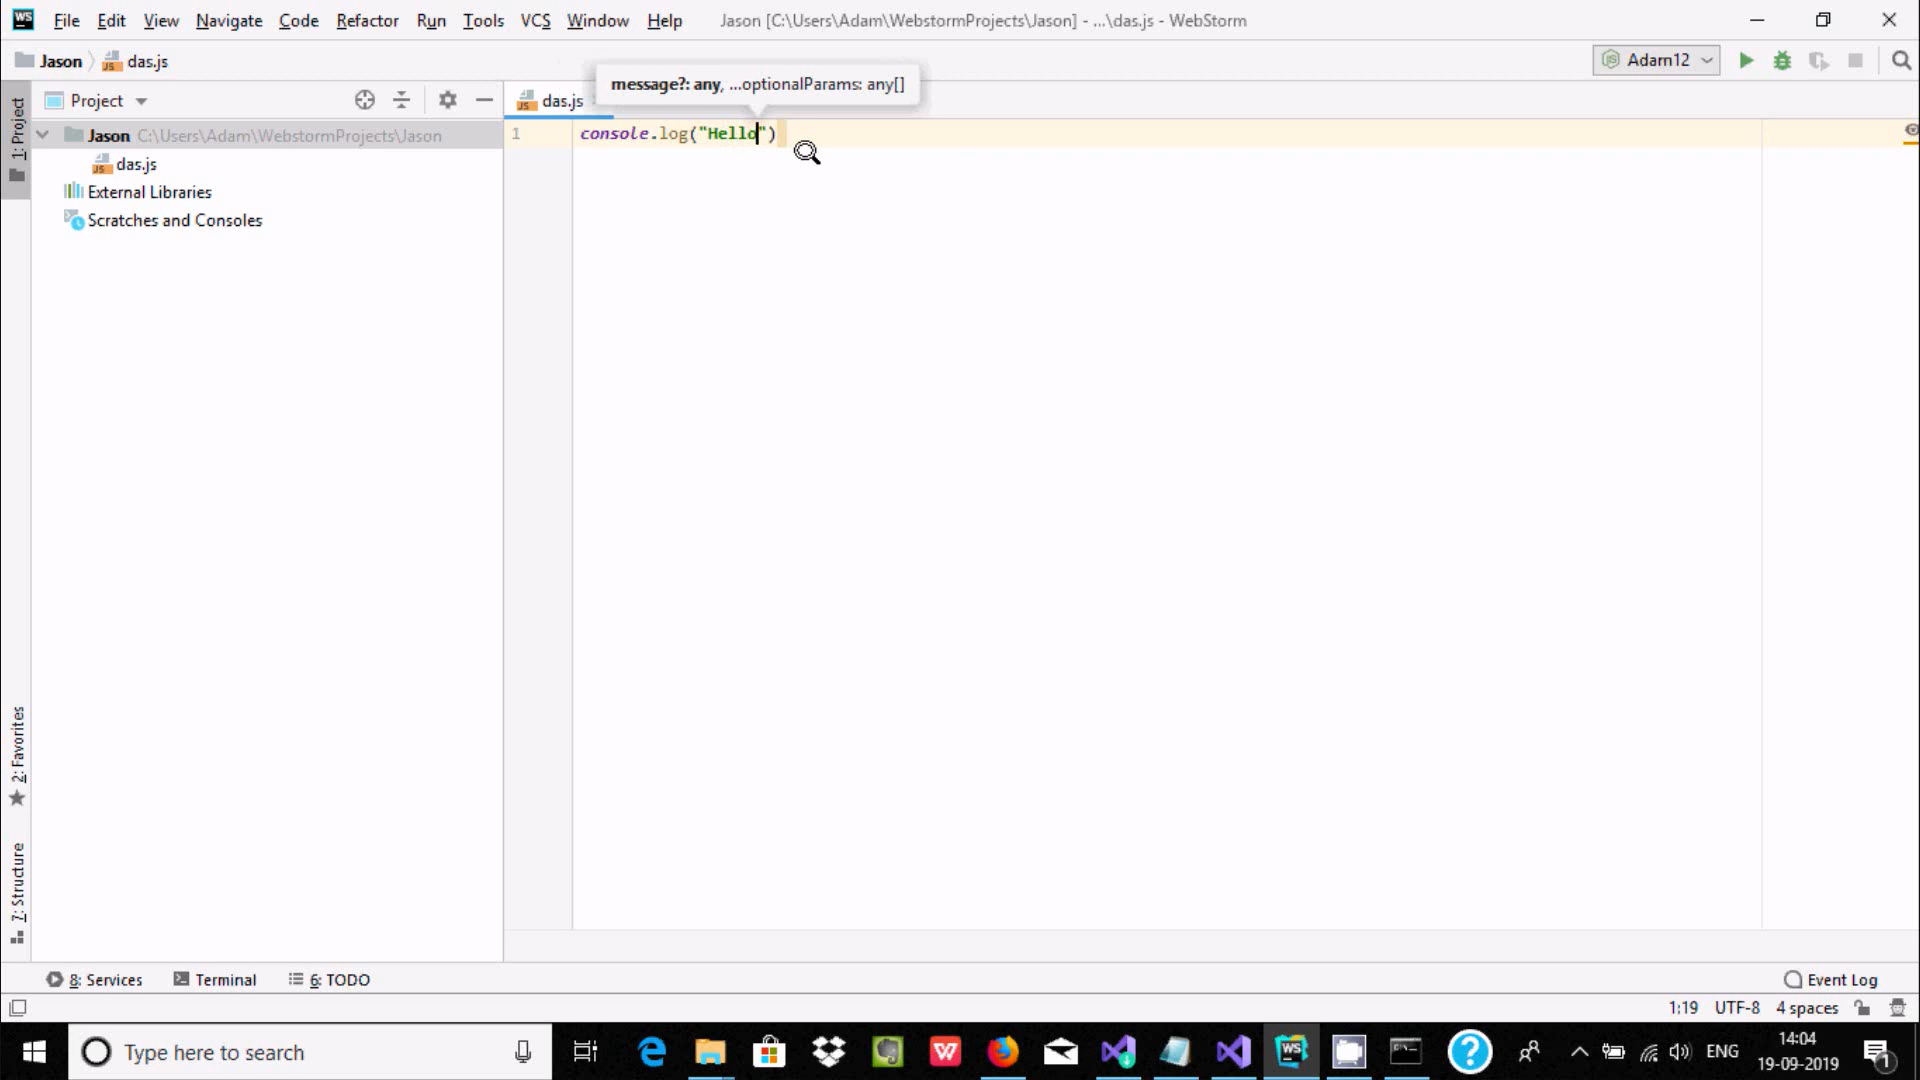 WS File Edit View Navigate Code Refactor Run Tools VCS Window Help Jason [C:\Users\Adam\WebstormProjects\Jason] - ...\das.js - WebStorm
Jason das.js Adam12
message?: any, ...optionalParams: any[]
1: Project
Project das.js
Jason C:\Users\Adam\WebstormProjects\Jason
1 console.log("Hello")
das.js
External Libraries
Scratches and Consoles
2: Favorites
7: Structure
8: Services Terminal 6: TODO Event Log
1:19 UTF-8 4 spaces
Type here to search
ENG
14:04
19-09-2019
1